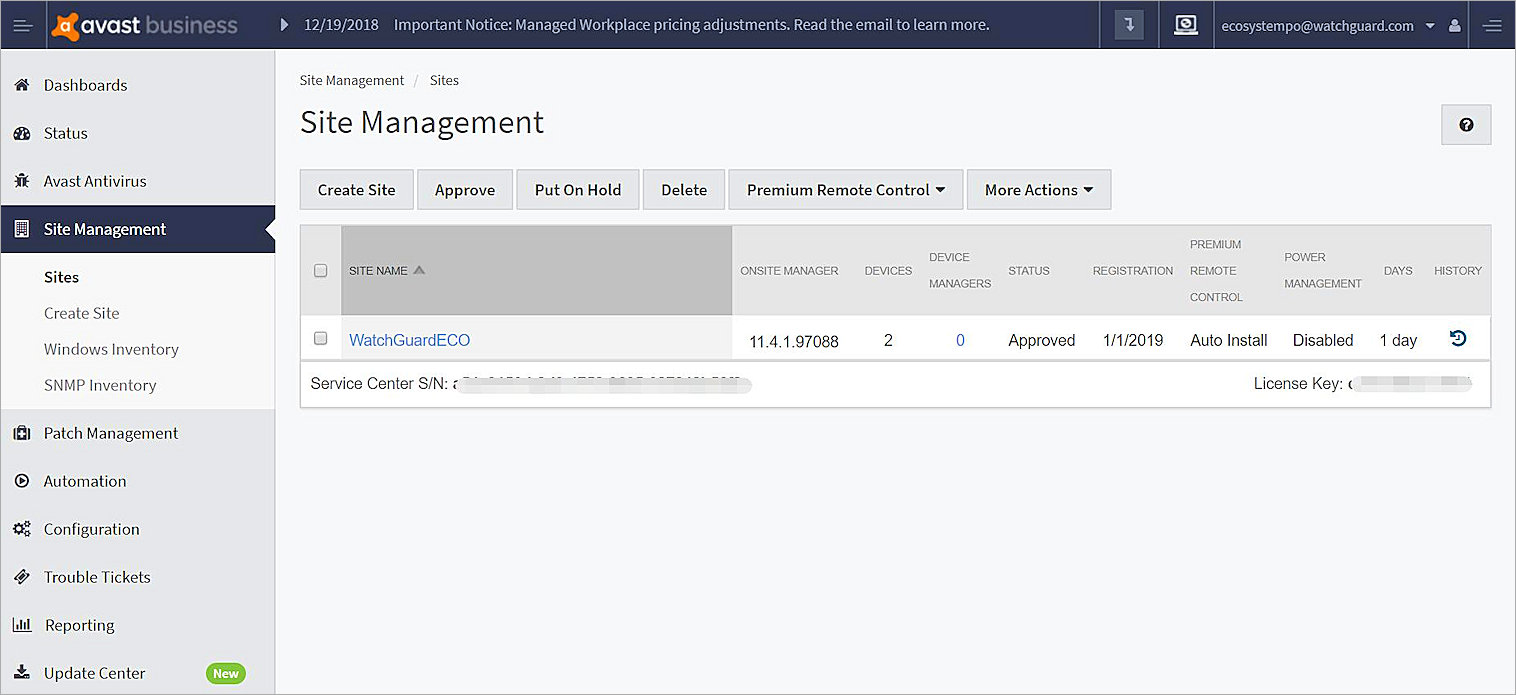 avast business
12/19/2018 Important Notice: Managed Workplace pricing adjustments. Read the email to learn more.
ecosystempo@watchguard.com
Dashboards
Status
Avast Antivirus
Site Management
Sites
Create Site
Windows Inventory
SNMP Inventory
Patch Management
Automation
Configuration
Trouble Tickets
Reporting
Update Center New
Site Management / Sites
Site Management
Create Site Approve Put On Hold Delete Premium Remote Control More Actions
SITE NAME ONSITE MANAGER DEVICES DEVICE MANAGERS STATUS REGISTRATION PREMIUM REMOTE CONTROL POWER MANAGEMENT DAYS HISTORY
WatchGuardECO 11.4.1.97088 2 0 Approved 1/1/2019 Auto Install Disabled 1 day
Service Center S/N: License Key: